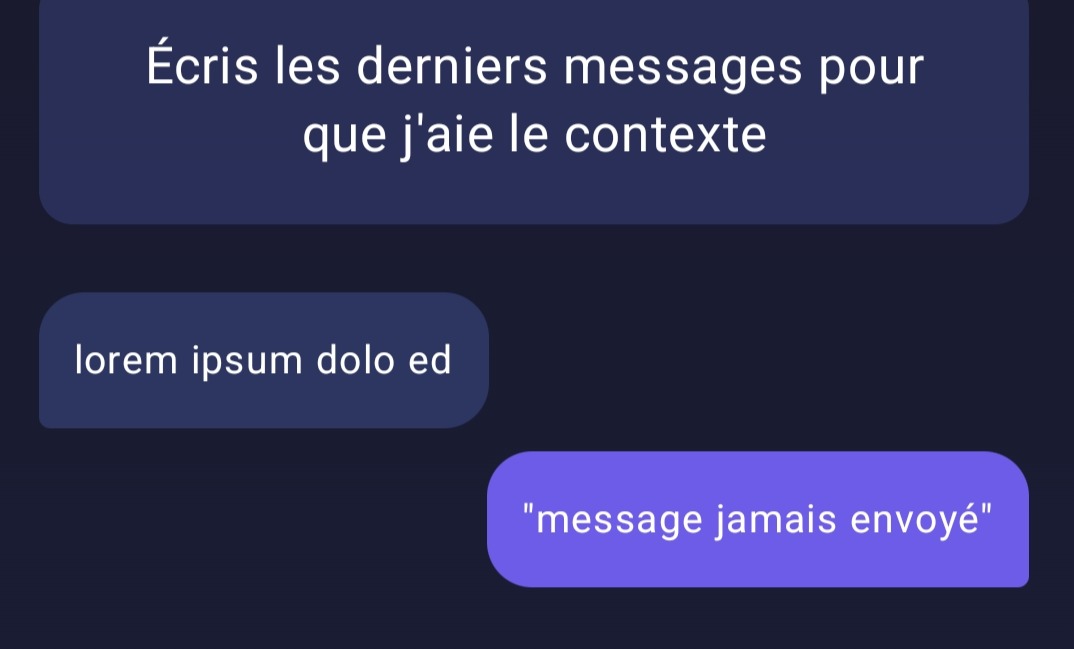 Écris les derniers messages pour
que j'aie le contexte
lorem ipsum dolo ed
"message jamais envoyé"